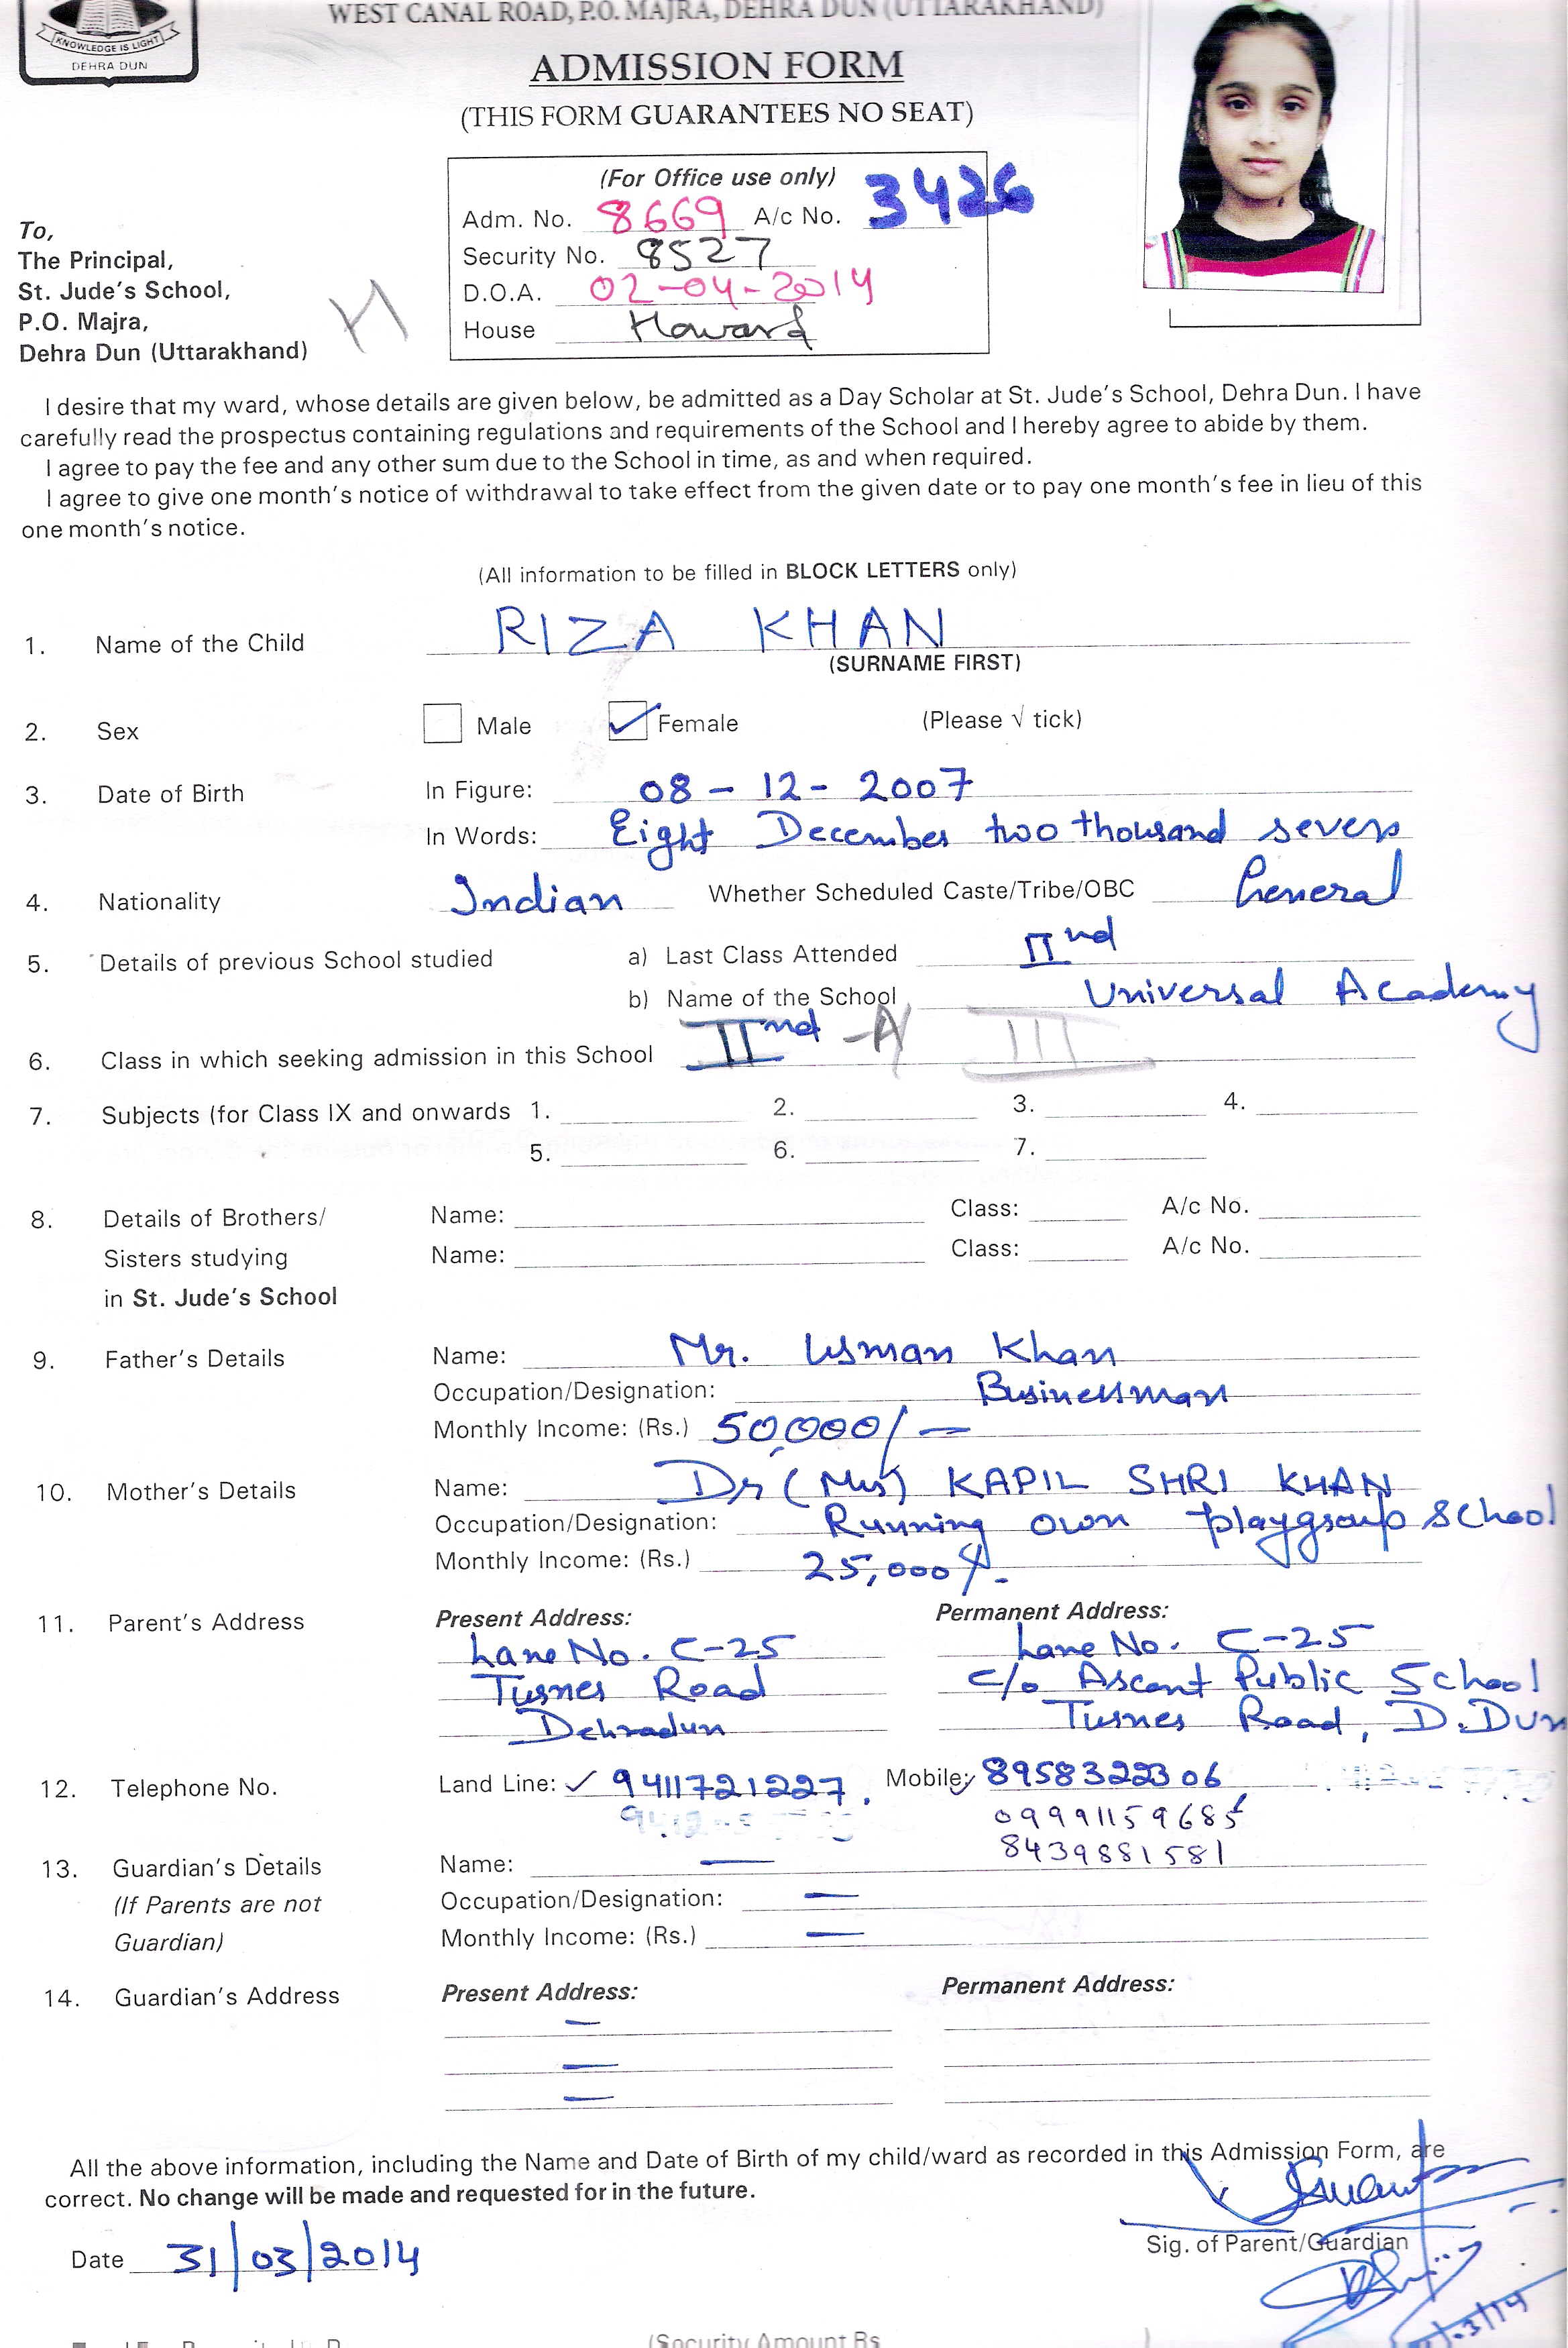 WEST CANAL ROAD, P.O. MAJRA, DEHRA DUN (UTTARAKHAND)
KNOWLEDGE IS LIGHT
DEHRA DUN
ADMISSION FORM
(THIS FORM GUARANTEES NO SEAT)
(For Office use only)
Adm. No. 8669 A/c No. 3426
Security No. 8527
D.O.A. 02-04-2014
House Howard
To,
The Principal,
St. Jude's School,
P.O. Majra,
Dehra Dun (Uttarakhand)
H
I desire that my ward, whose details are given below, be admitted as a Day Scholar at St. Jude's School, Dehra Dun. I have
carefully read the prospectus containing regulations and requirements of the School and I hereby agree to abide by them.
I agree to pay the fee and any other sum due to the School in time, as and when required.
I agree to give one month's notice of withdrawal to take effect from the given date or to pay one month's fee in lieu of this
one month's notice.
(All information to be filled in BLOCK LETTERS only)
1. Name of the Child RIZA KHAN
(SURNAME FIRST)
2. Sex Male ✓ Female (Please √ tick)
3. Date of Birth In Figure: 08 - 12 - 2007
In Words: Eight December two thousand seven
4. Nationality Indian Whether Scheduled Caste/Tribe/OBC General
5. Details of previous School studied a) Last Class Attended IInd
b) Name of the School Universal Academy
6. Class in which seeking admission in this School IInd -A III
7. Subjects (for Class IX and onwards 1. 2. 3. 4.
5. 6. 7.
8. Details of Brothers/ Name: Class: A/c No.
Sisters studying Name: Class: A/c No.
in St. Jude's School
9. Father's Details Name: Mr. Usman Khan
Occupation/Designation: Businessman
Monthly Income: (Rs.) 50,000/-
10. Mother's Details Name: Dr (Mrs) KAPIL SHRI KHAN
Occupation/Designation: Running own playgroup school
Monthly Income: (Rs.) 25,000/-
11. Parent's Address Present Address: Permanent Address:
Lane No. C-25 Lane No. C-25
Turner Road c/o Ascent Public School
Dehradun Turner Road, D.Dun
12. Telephone No. Land Line: ✓ 9411721227, Mobile: 8958322306
09991159685
8439881581
13. Guardian's Details Name: —
(If Parents are not Occupation/Designation: —
Guardian) Monthly Income: (Rs.) —
14. Guardian's Address Present Address: Permanent Address:
—
—
—
All the above information, including the Name and Date of Birth of my child/ward as recorded in this Admission Form, are
correct. No change will be made and requested for in the future.
Date 31/03/2014
Sig. of Parent/Guardian
(Security Amount Rs